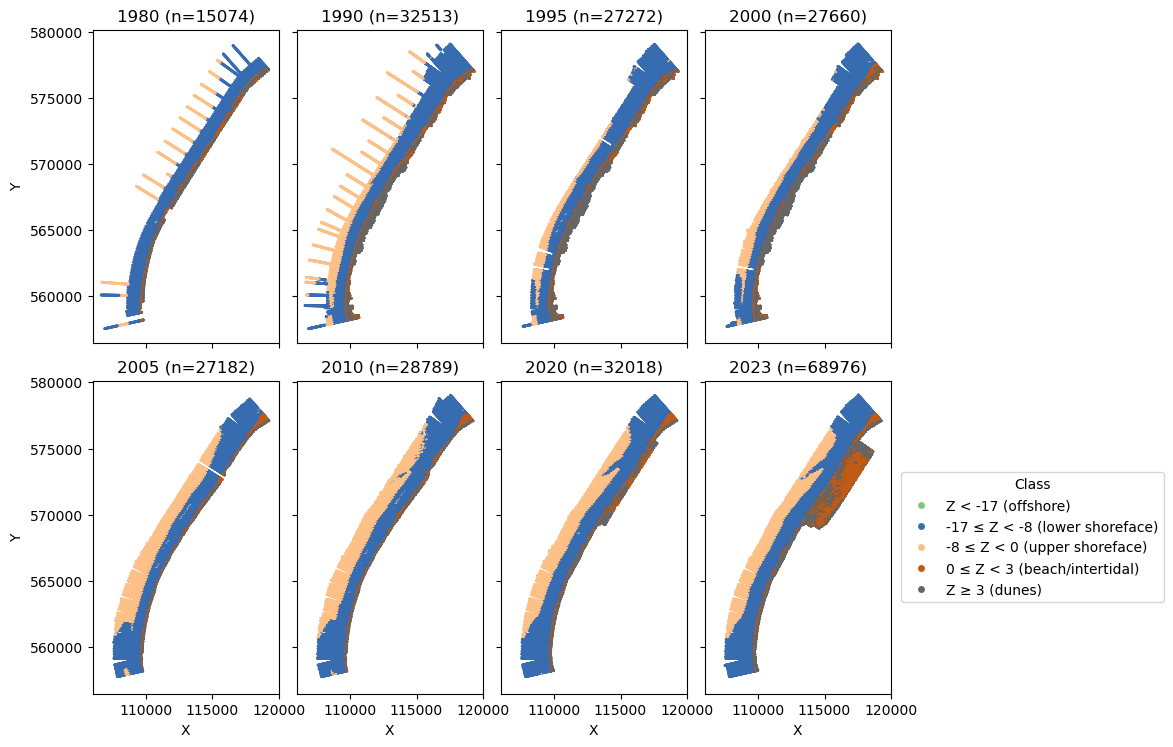 1980 (n=15074)
1990 (n=32513)
1995 (n=27272)
2000 (n=27660)
580000
575000
570000
565000
560000
Y
2005 (n=27182)
2010 (n=28789)
2020 (n=32018)
2023 (n=68976)
580000
575000
570000
565000
560000
Y
110000 115000 120000
110000 115000 120000
110000 115000 120000
110000 115000 120000
X
X
X
X
Class
Z < -17 (offshore)
-17 ≤ Z < -8 (lower shoreface)
-8 ≤ Z < 0 (upper shoreface)
0 ≤ Z < 3 (beach/intertidal)
Z ≥ 3 (dunes)